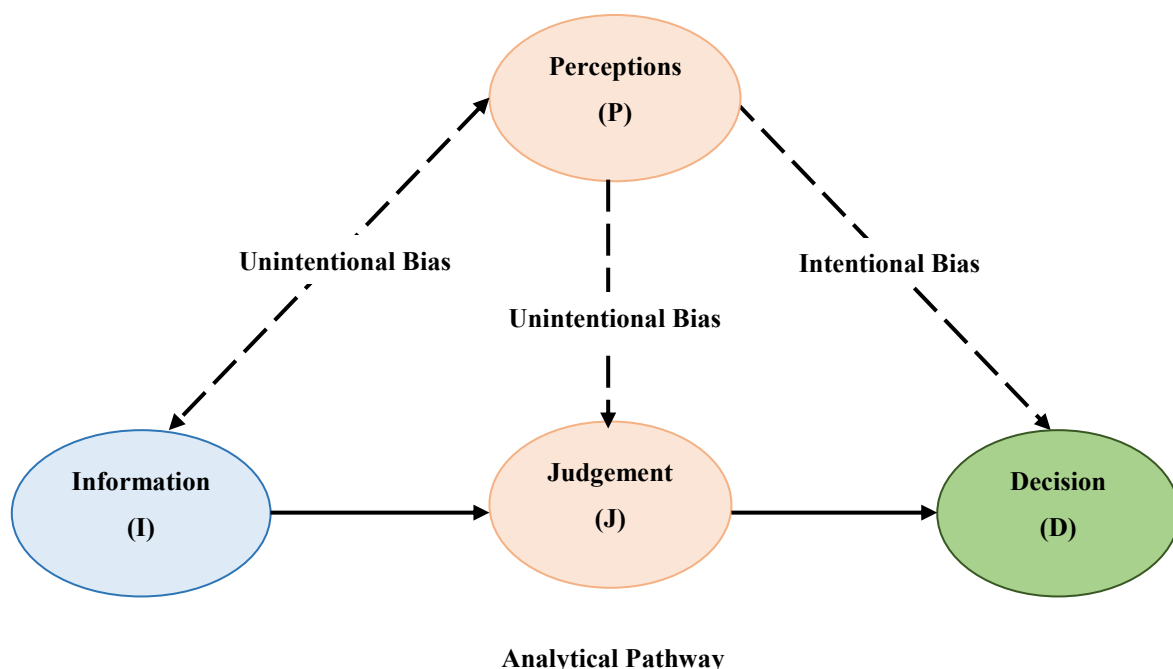 Perceptions
(P)
Unintentional Bias
Intentional Bias
Unintentional Bias
Information
(I)
Judgement
(J)
Decision
(D)
Analytical Pathway